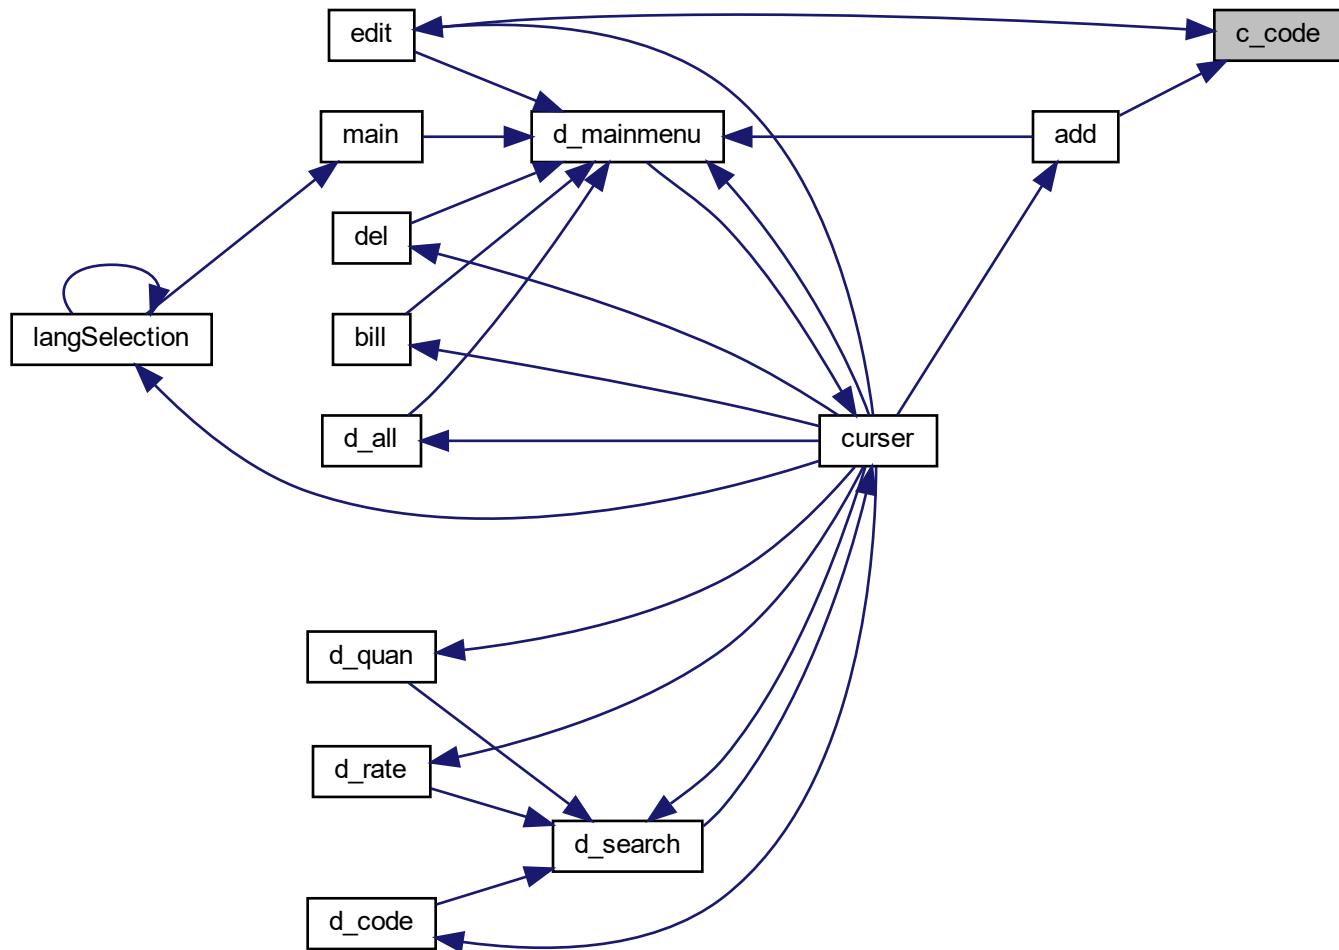 edit
c_code
main
d_mainmenu
add
del
langSelection
bill
d_all
curser
d_quan
d_rate
d_search
d_code